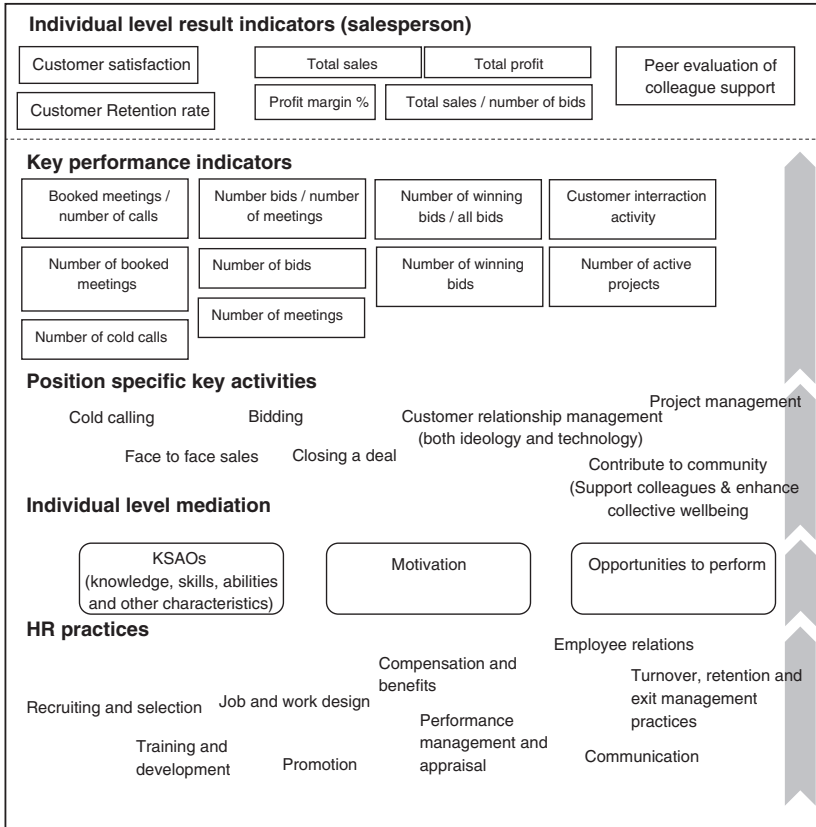 Individual level result indicators (salesperson)
Customer satisfaction
Total sales
Total profit
Peer evaluation of
colleague support
Customer Retention rate
Profit margin %
Total sales / number of bids
Key performance indicators
Booked meetings /
number of calls
Number bids / number
of meetings
Number of winning
bids / all bids
Customer interraction
activity
Number of booked
meetings
Number of bids
Number of winning
bids
Number of active
projects
Number of meetings
Number of cold calls
Position specific key activities
Cold calling
Bidding
Customer relationship management
(both ideology and technology)
Project management
Face to face sales
Closing a deal
Contribute to community
(Support colleagues & enhance
collective wellbeing
Individual level mediation
KSAOs
(knowledge, skills, abilities
and other characteristics)
Motivation
Opportunities to perform
HR practices
Employee relations
Compensation and
benefits
Turnover, retention and
exit management
practices
Recruiting and selection
Job and work design
Performance
management and
appraisal
Training and
development
Promotion
Communication